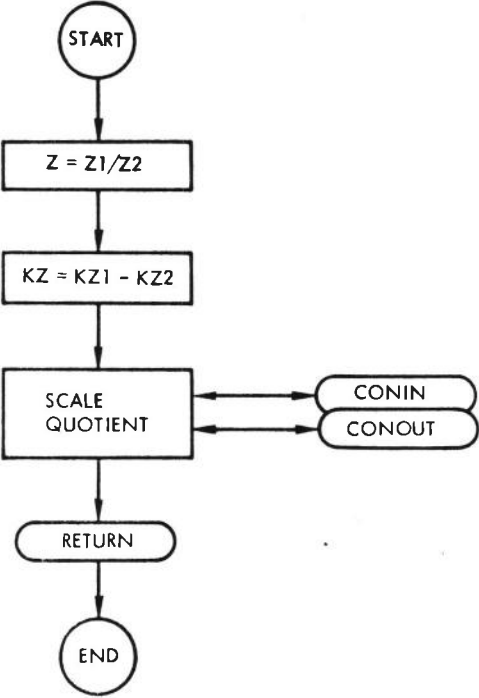 START
Z = Z1/Z2
KZ = KZ1 - KZ2
SCALE
QUOTIENT
CONIN
CONOUT
RETURN
END